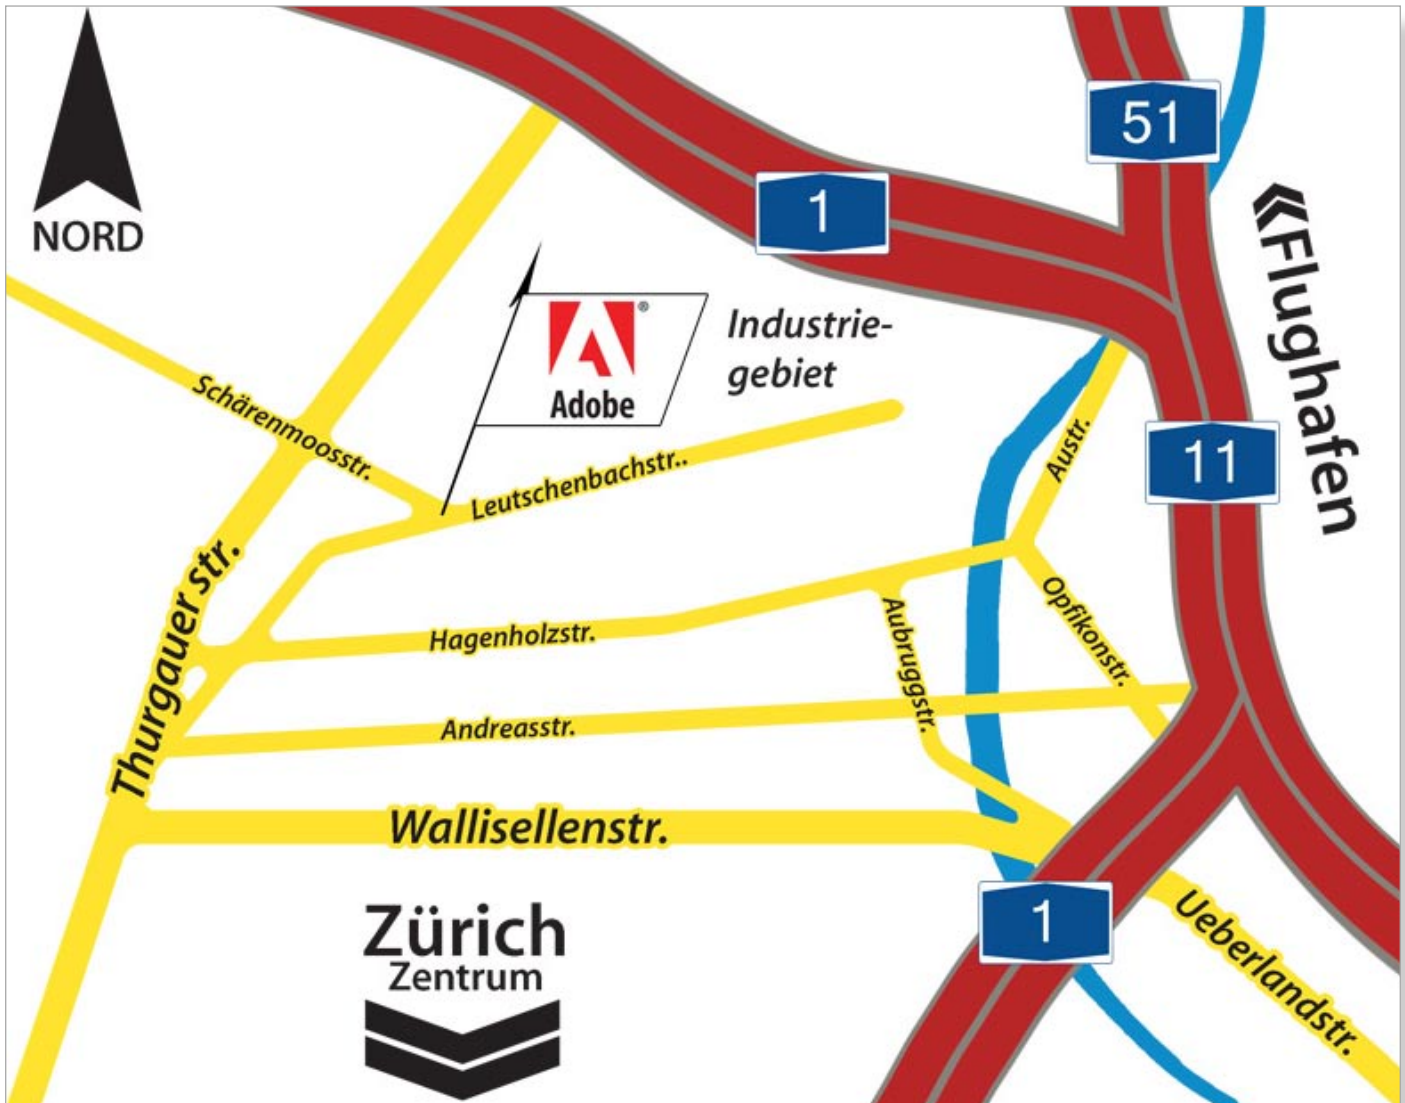 NORD
51
1
Flughafen
®
Adobe
Industrie-
gebiet
Schärenmoosstr.
Leutschenbachstr..
Austr.
11
Thurgauer str.
Hagenholzstr.
Aubruggstr.
Opfikonstr.
Andreasstr.
Wallisellenstr.
Zürich
Zentrum
1
Ueberlandstr.